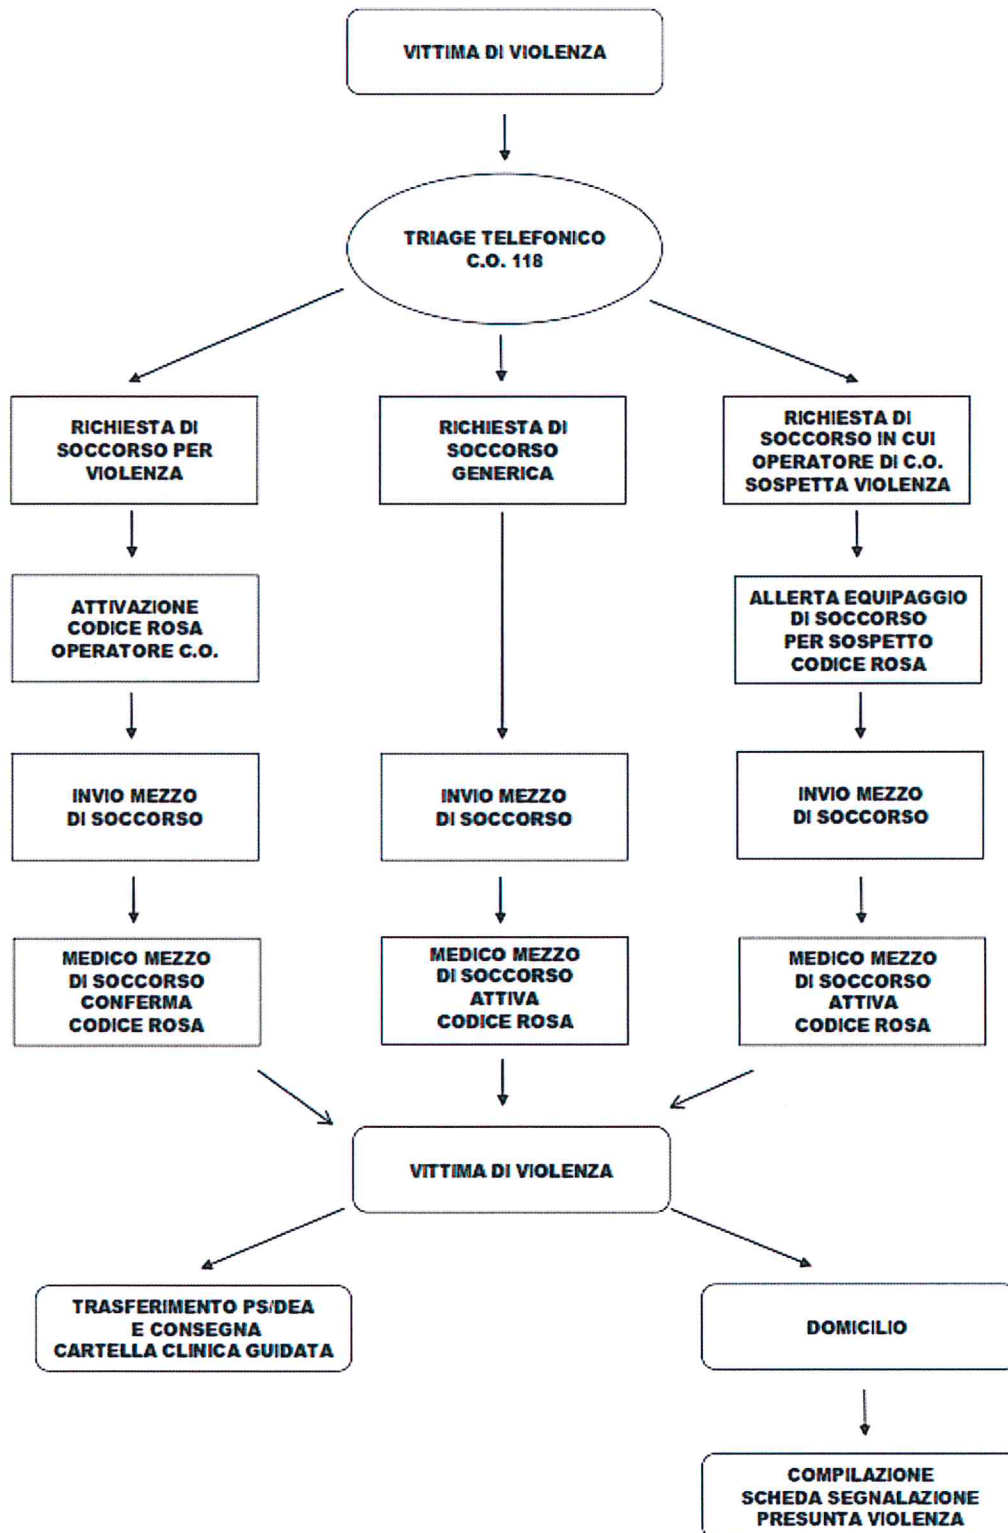 VITTIMA DI VIOLENZA
TRIAGE TELEFONICO
C.O. 118
RICHIESTA DI
SOCCORSO PER
VIOLENZA
RICHIESTA DI
SOCCORSO
GENERICA
RICHIESTA DI
SOCCORSO IN CUI
OPERATORE DI C.O.
SOSPETTA VIOLENZA
ATTIVAZIONE
CODICE ROSA
OPERATORE C.O.
ALLERTA EQUIPAGGIO
DI SOCCORSO
PER SOSPETTO
CODICE ROSA
INVIO MEZZO
DI SOCCORSO
INVIO MEZZO
DI SOCCORSO
INVIO MEZZO
DI SOCCORSO
MEDICO MEZZO
DI SOCCORSO
CONFERMA
CODICE ROSA
MEDICO MEZZO
DI SOCCORSO
ATTIVA
CODICE ROSA
MEDICO MEZZO
DI SOCCORSO
ATTIVA
CODICE ROSA
VITTIMA DI VIOLENZA
TRASFERIMENTO PS/DEA
E CONSEGNA
CARTELLA CLINICA GUIDATA
DOMICILIO
COMPILAZIONE
SCHEDA SEGNALAZIONE
PRESUNTA VIOLENZA